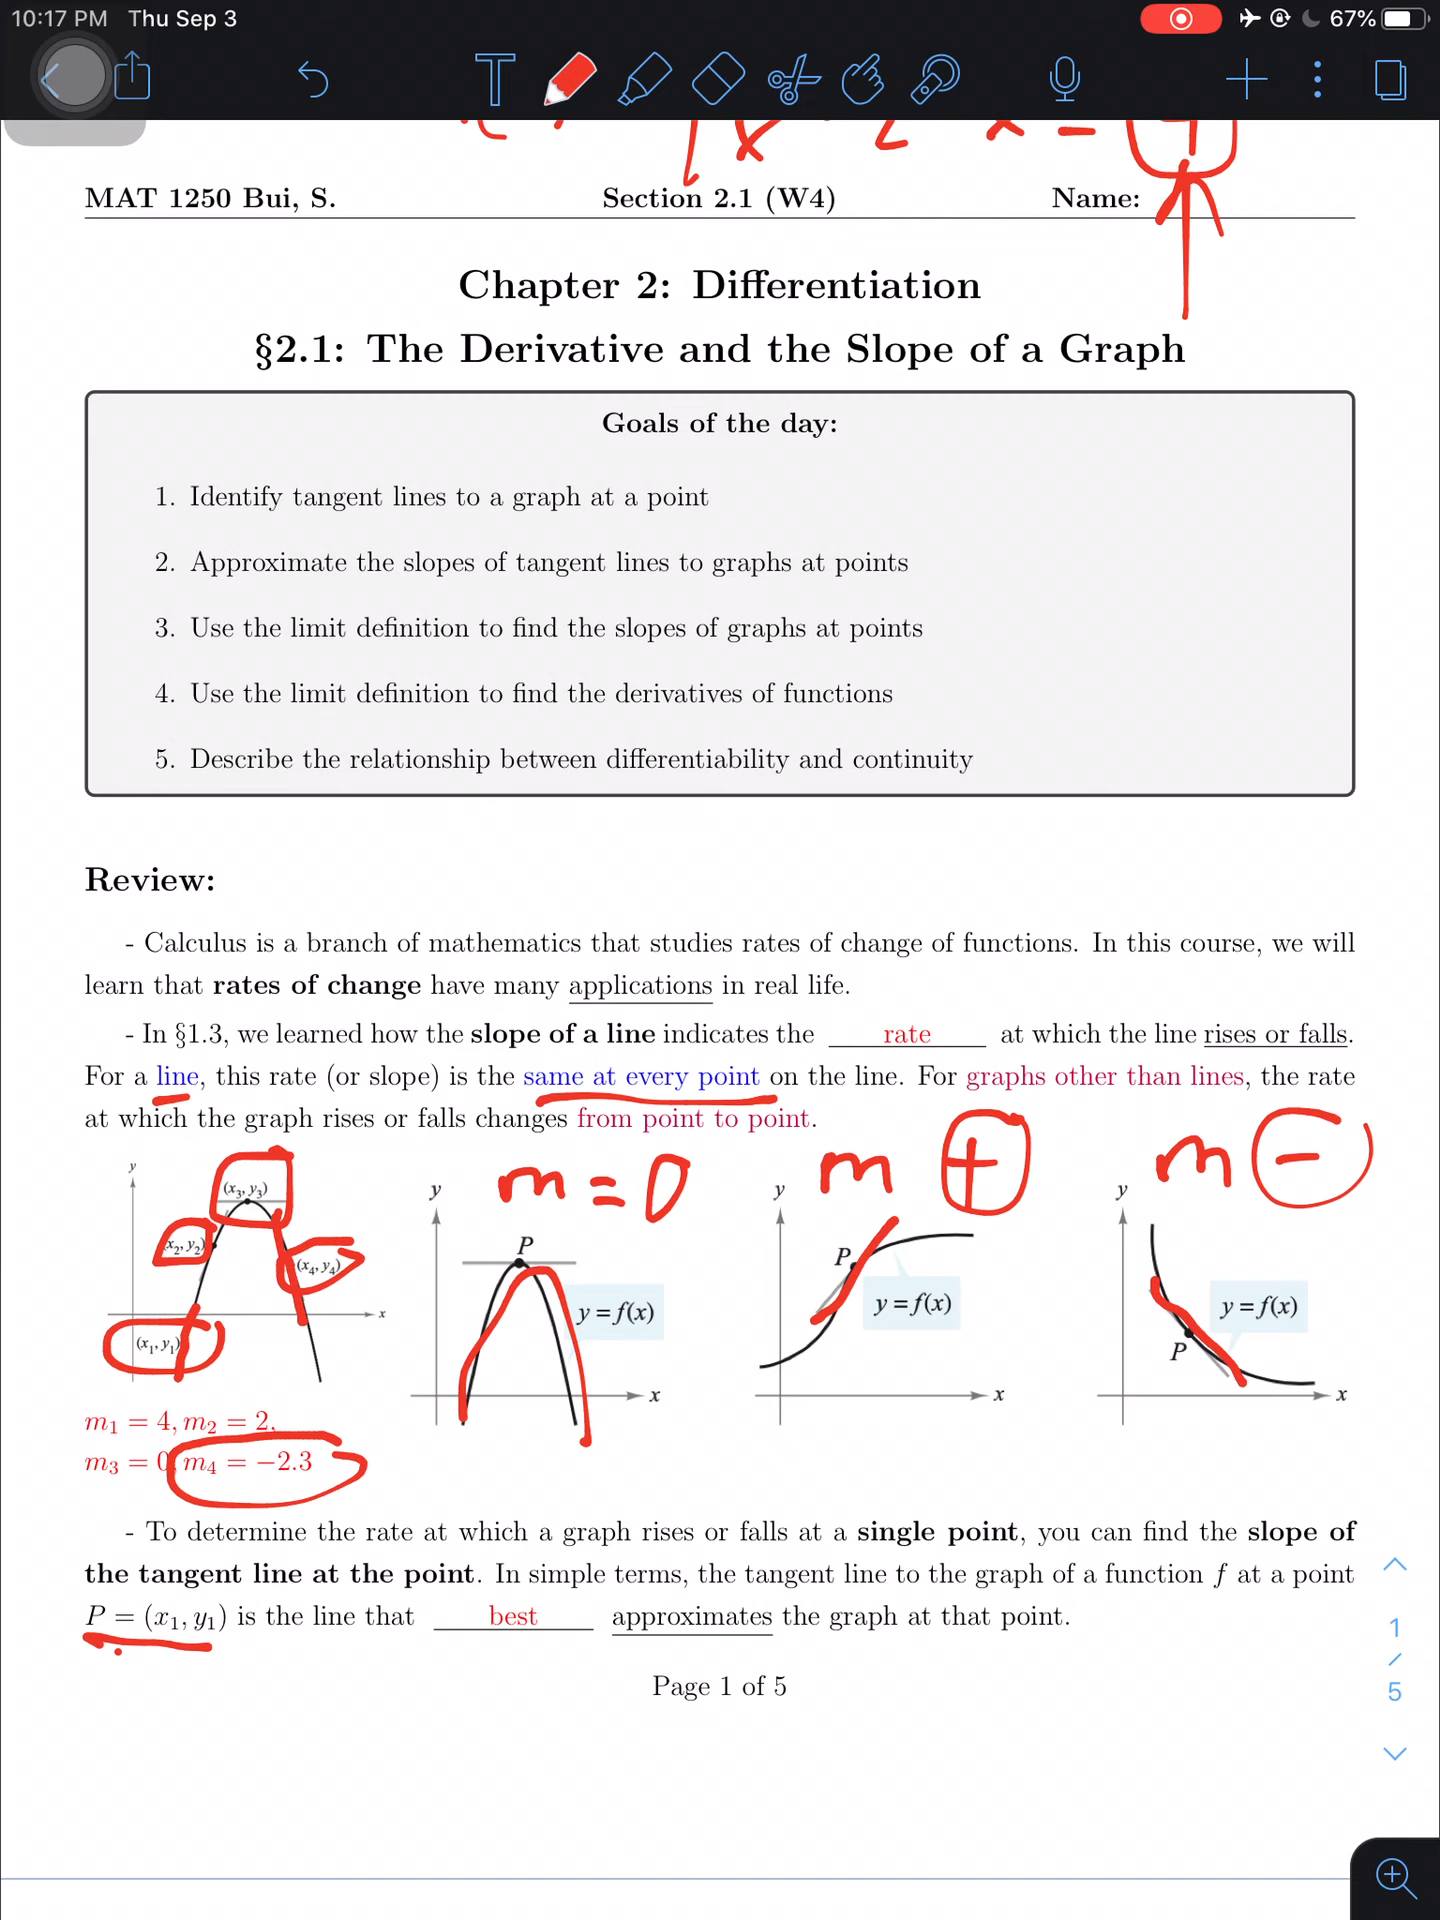 10:17 PM Thu Sep 3
67%
MAT 1250 Bui, S. Section 2.1 (W4) Name:
Chapter 2: Differentiation
§2.1: The Derivative and the Slope of a Graph
Goals of the day:
1. Identify tangent lines to a graph at a point
2. Approximate the slopes of tangent lines to graphs at points
3. Use the limit definition to find the slopes of graphs at points
4. Use the limit definition to find the derivatives of functions
5. Describe the relationship between differentiability and continuity
Review:
- Calculus is a branch of mathematics that studies rates of change of functions. In this course, we will
learn that rates of change have many applications in real life.
- In §1.3, we learned how the slope of a line indicates the rate at which the line rises or falls.
For a line, this rate (or slope) is the same at every point on the line. For graphs other than lines, the rate
at which the graph rises or falls changes from point to point.
m = 0 m + m −
y y y y
(x₃, y₃)
(x₂, y₂)
(x₄, y₄)
(x₁, y₁)
x
P
y = f(x)
x
P
y = f(x)
x
P
y = f(x)
x
m₁ = 4, m₂ = 2,
m₃ = 0, m₄ = −2.3
- To determine the rate at which a graph rises or falls at a single point, you can find the slope of
the tangent line at the point. In simple terms, the tangent line to the graph of a function f at a point
P = (x₁, y₁) is the line that best approximates the graph at that point.
Page 1 of 5
1
/
5